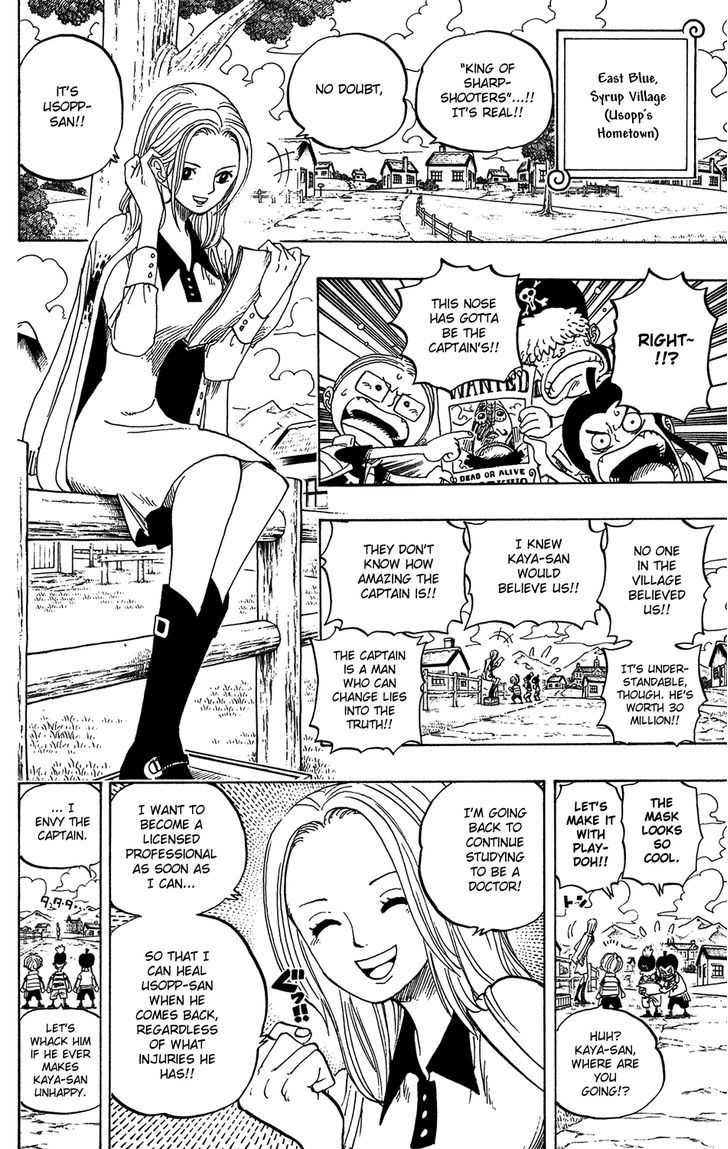 East Blue,
Syrup Village
(Usopp's
Hometown)
"KING OF
SHARP-
SHOOTERS"...!!
IT'S REAL!!
NO DOUBT,
IT'S
USOPP-
SAN!!
RIGHT~
!!?
THIS NOSE
HAS GOTTA
BE THE
CAPTAIN'S!!
WANTED
DEAD OR ALIVE
NO ONE
IN THE
VILLAGE
BELIEVED
US!!
I KNEW
KAYA-SAN
WOULD
BELIEVE US!!
THEY DON'T
KNOW HOW
AMAZING THE
CAPTAIN IS!!
IT'S UNDER-
STANDABLE,
THOUGH. HE'S
WORTH 30
MILLION!!
THE CAPTAIN
IS A MAN
WHO CAN
CHANGE LIES
INTO THE
TRUTH!!
THE
MASK
LOOKS
SO
COOL.
LET'S
MAKE IT
WITH
PLAY-
DOH!!
HUH?
KAYA-SAN,
WHERE ARE
YOU
GOING!?
I'M GOING
BACK TO
CONTINUE
STUDYING
TO BE A
DOCTOR!
I WANT TO
BECOME A
LICENSED
PROFESSIONAL
AS SOON AS
I CAN...
SO THAT I
CAN HEAL
USOPP-SAN
WHEN HE
COMES BACK,
REGARDLESS
OF WHAT
INJURIES HE
HAS!!
ぐっ!!
... I
ENVY THE
CAPTAIN.
タタタ...
LET'S
WHACK HIM
IF HE EVER
MAKES
KAYA-SAN
UNHAPPY.